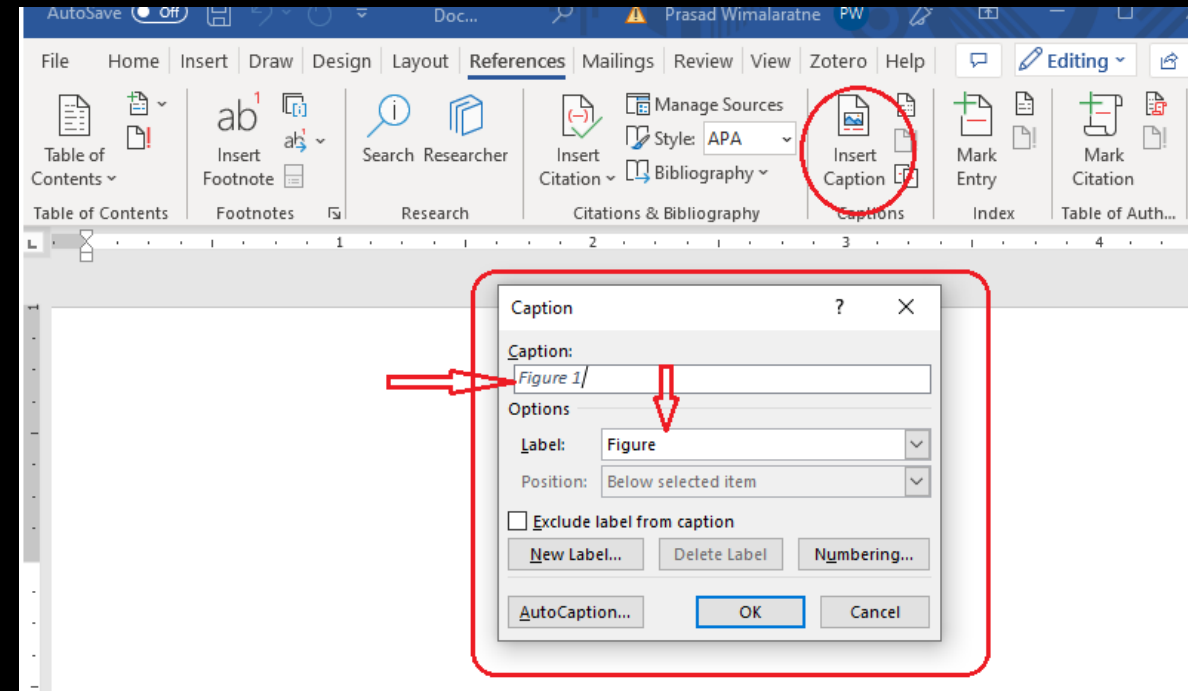 AutoSave Off Doc... Prasad Wimalaratne PW
File Home Insert Draw Design Layout References Mailings Review View Zotero Help Editing
Table of
Contents
Table of Contents
ab 1
Insert
Footnote
ab
Footnotes
Search Researcher
Research
Insert
Citation
Manage Sources
Style: APA
Bibliography
Citations & Bibliography
Insert
Caption
Captions
Mark
Entry
Index
Mark
Citation
Table of Auth...
L 1 2 3 4
1
Caption ? X
Caption:
Figure 1
Options
Label: Figure
Position: Below selected item
Exclude label from caption
New Label... Delete Label Numbering...
AutoCaption... OK Cancel